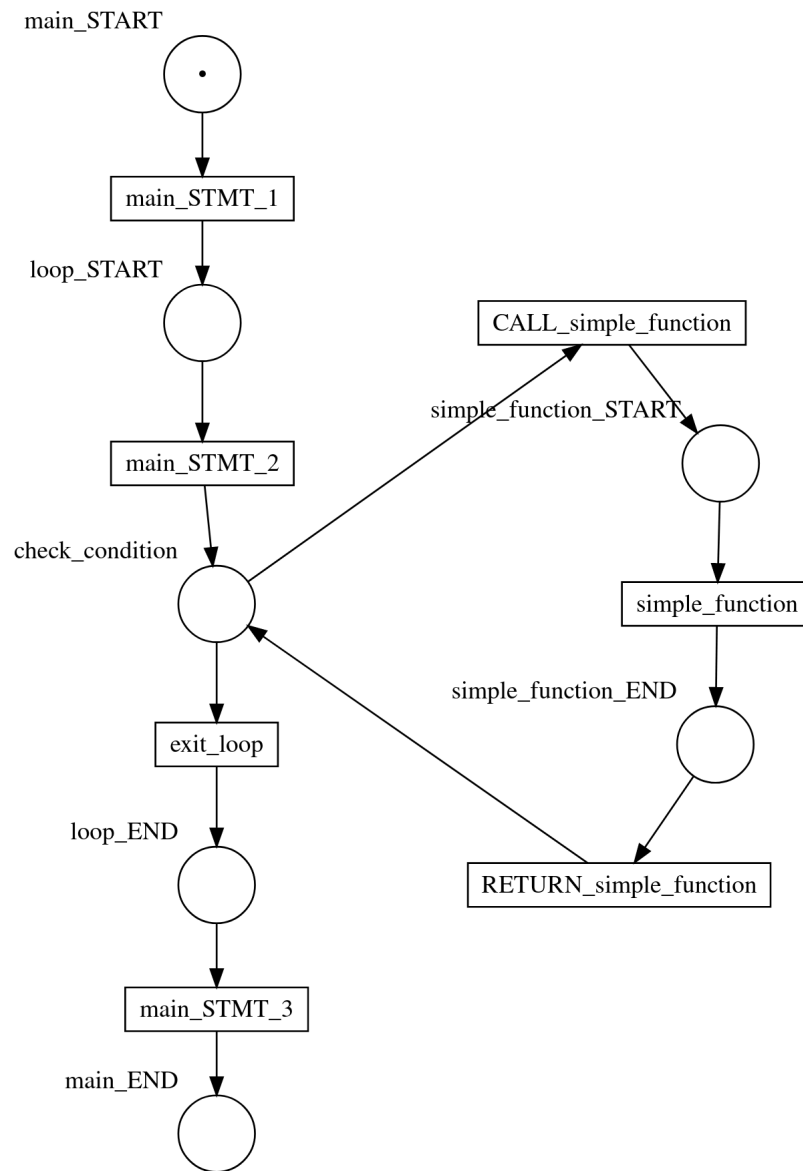 main_START
main_STMT_1
loop_START
CALL_simple_function
simple_function_START
main_STMT_2
check_condition
simple_function
simple_function_END
exit_loop
loop_END
RETURN_simple_function
main_STMT_3
main_END